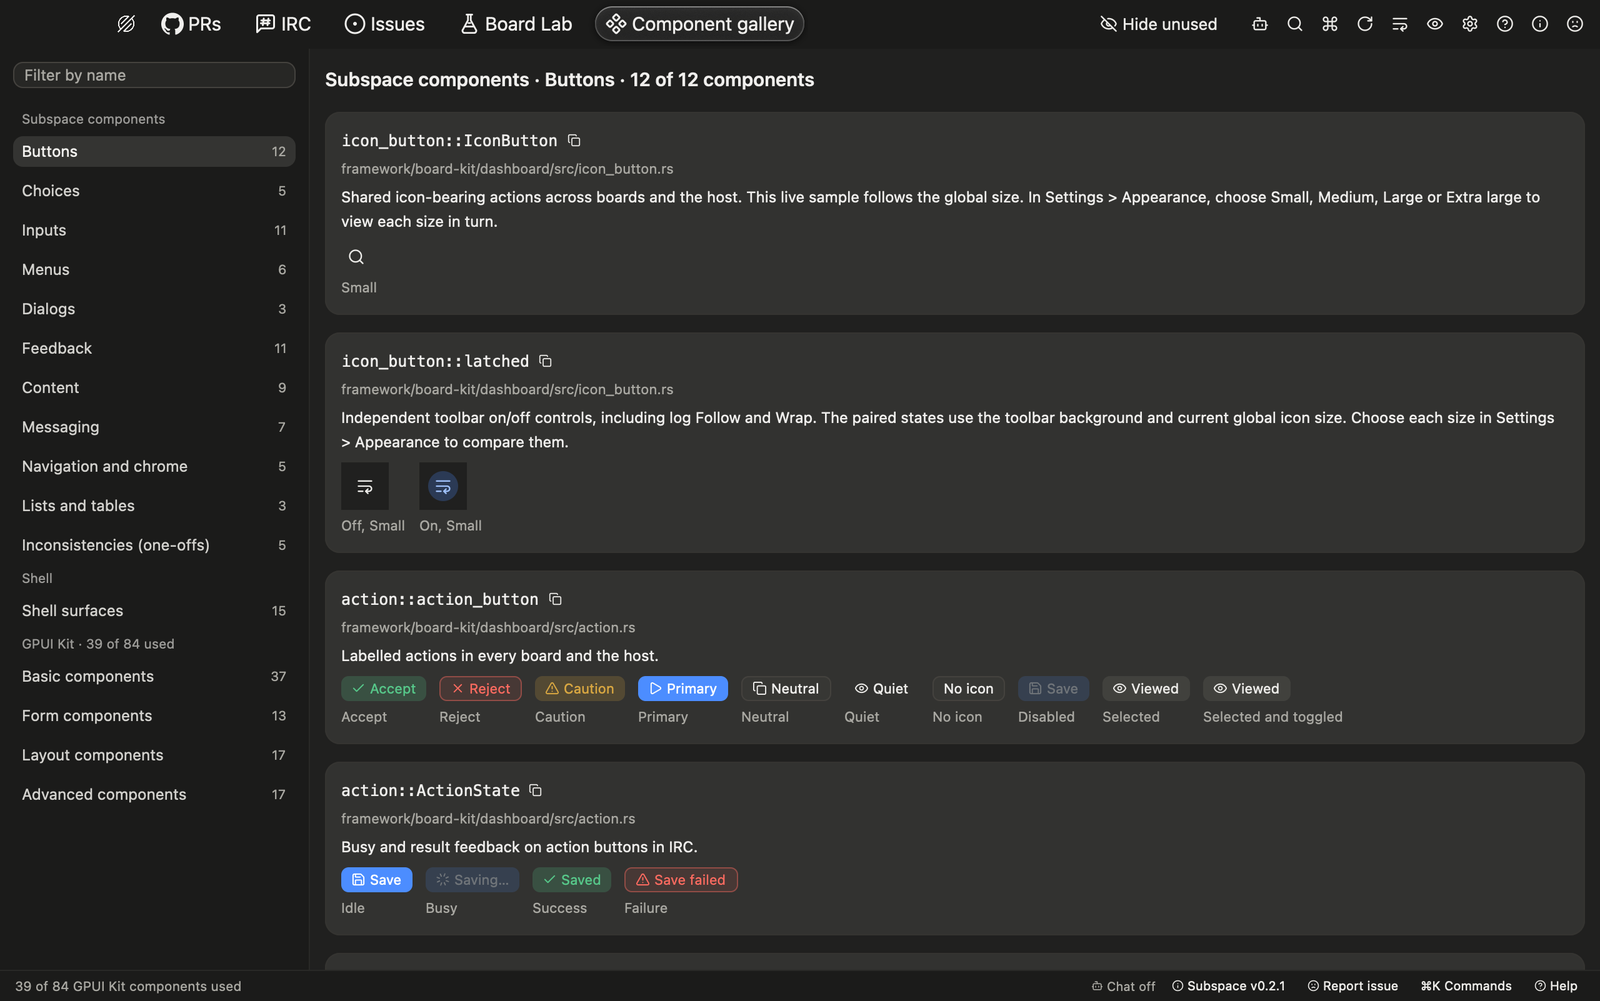 PRs
IRC
Issues
Board Lab
Component gallery
Hide unused
Filter by name
Subspace components
Buttons 12
Choices 5
Inputs 11
Menus 6
Dialogs 3
Feedback 11
Content 9
Messaging 7
Navigation and chrome 5
Lists and tables 3
Inconsistencies (one-offs) 5
Shell
Shell surfaces 15
GPUI Kit · 39 of 84 used
Basic components 37
Form components 13
Layout components 17
Advanced components 17
Subspace components · Buttons · 12 of 12 components
icon_button::IconButton
framework/board-kit/dashboard/src/icon_button.rs
Shared icon-bearing actions across boards and the host. This live sample follows the global size. In Settings > Appearance, choose Small, Medium, Large or Extra large to
view each size in turn.
Small
icon_button::latched
framework/board-kit/dashboard/src/icon_button.rs
Independent toolbar on/off controls, including log Follow and Wrap. The paired states use the toolbar background and current global icon size. Choose each size in Settings
> Appearance to compare them.
Off, Small On, Small
action::action_button
framework/board-kit/dashboard/src/action.rs
Labelled actions in every board and the host.
Accept Reject Caution Primary Neutral Quiet No icon Save Viewed Viewed
Accept Reject Caution Primary Neutral Quiet No icon Disabled Selected Selected and toggled
action::ActionState
framework/board-kit/dashboard/src/action.rs
Busy and result feedback on action buttons in IRC.
Save Saving... Saved Save failed
Idle Busy Success Failure
39 of 84 GPUI Kit components used
Chat off
Subspace v0.2.1
Report issue
⌘K Commands
Help